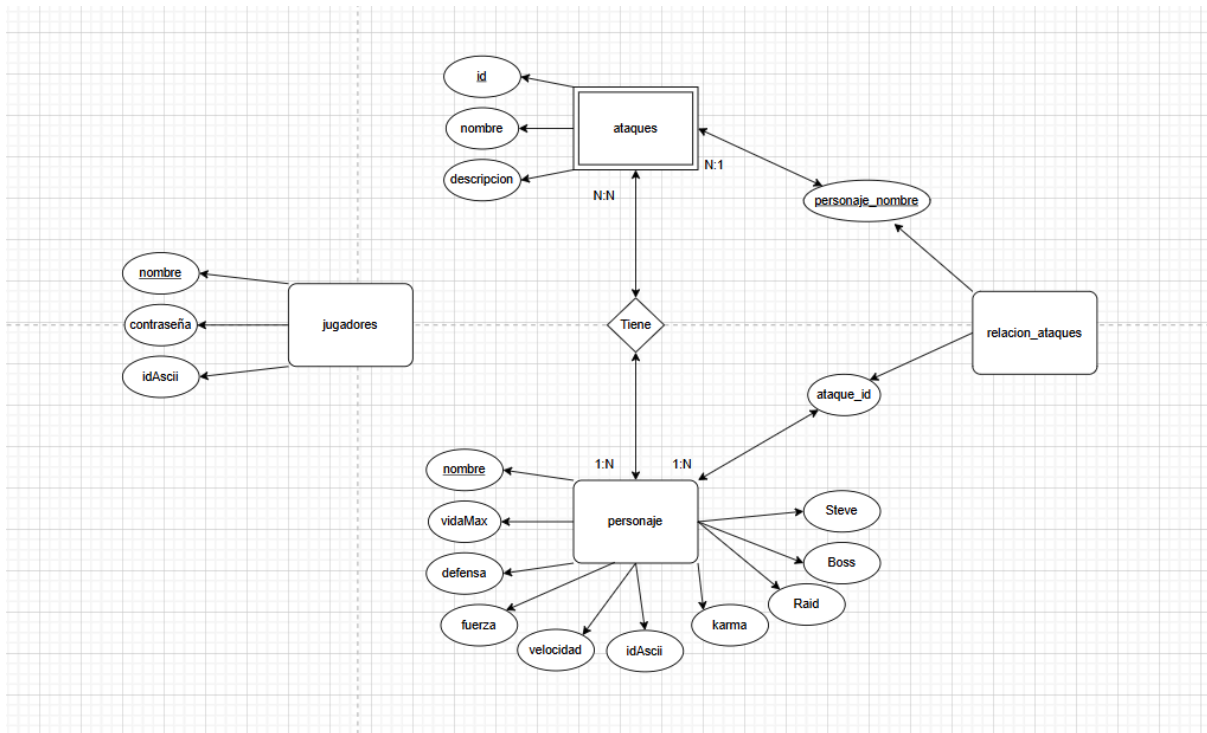 id
ataques
nombre
N:1
descripcion
N:N
personaje_nombre
nombre
contraseña
jugadores
Tiene
relacion_ataques
idAscii
ataque_id
1:N
1:N
nombre
vidaMax
personaje
Steve
defensa
Boss
Raid
fuerza
karma
velocidad
idAscii